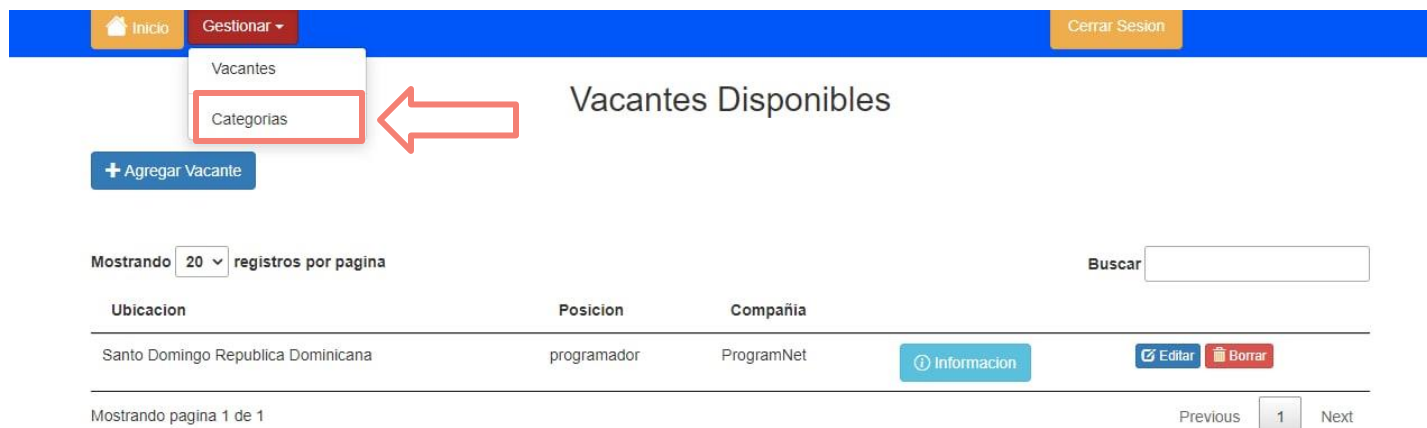 Inicio Gestionar Cerrar Sesion
Vacantes
Categorias
Vacantes Disponibles
Agregar Vacante
Mostrando 20 registros por pagina Buscar
Ubicacion Posicion Compañia
Santo Domingo Republica Dominicana programador ProgramNet Informacion Editar Borrar
Mostrando pagina 1 de 1 Previous 1 Next